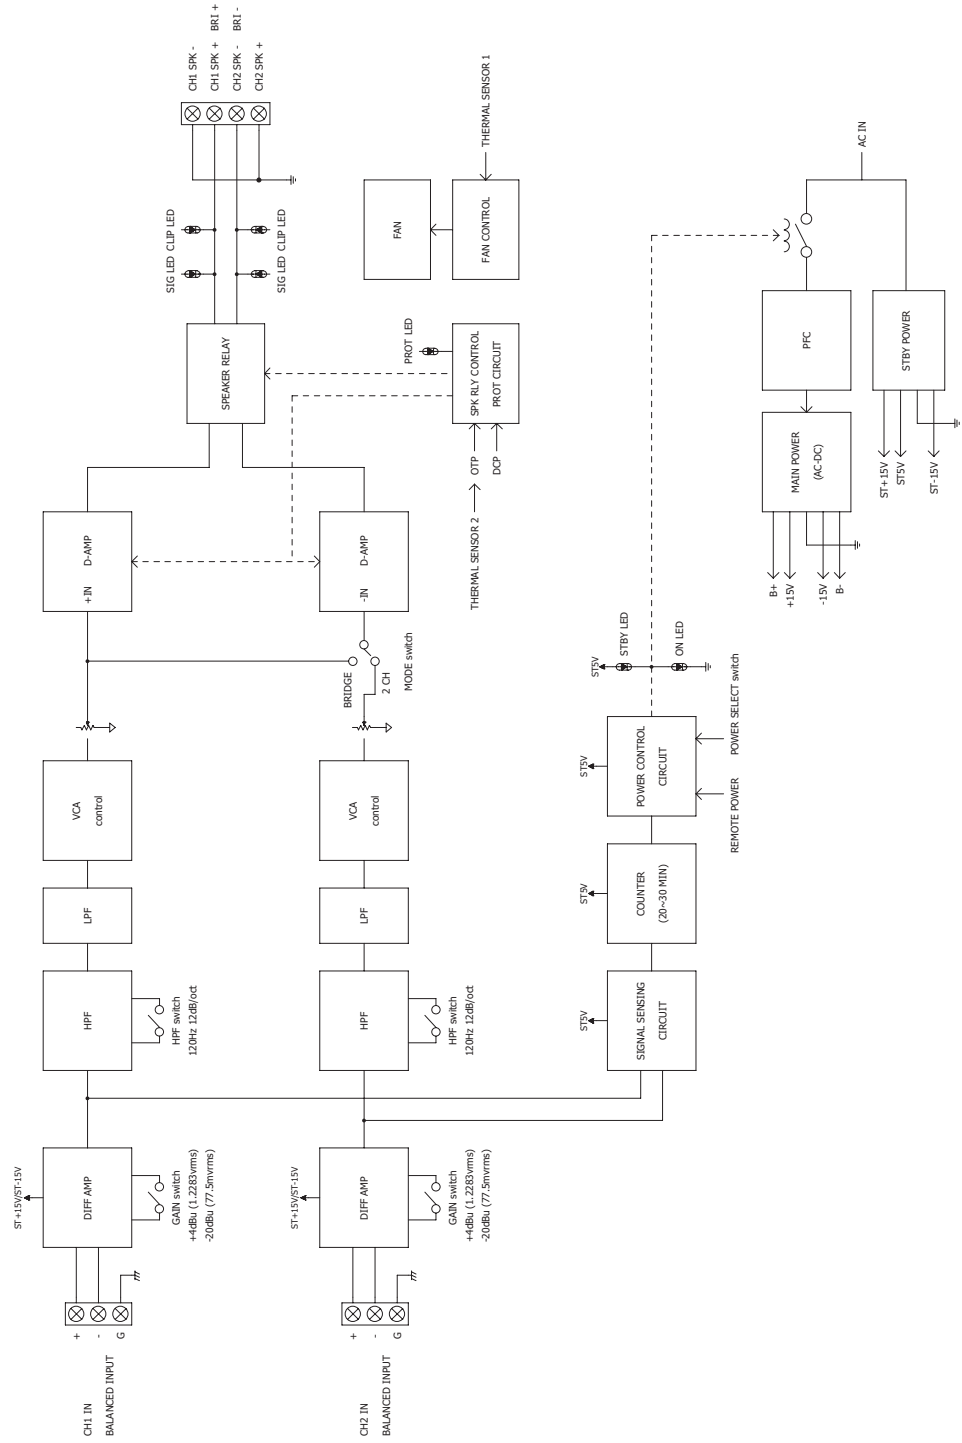 CH1 IN
BALANCED INPUT
+
-
G
ST+15V/ST-15V
DIFF AMP
GAIN switch
+4dBu (1.2283vrms)
-20dBu (77.5mvrms)
HPF
HPF switch
120Hz 12dB/oct
LPF
VCA
control
+IN
D-AMP
CH2 IN
BALANCED INPUT
+
-
G
ST+15V/ST-15V
DIFF AMP
GAIN switch
+4dBu (1.2283vrms)
-20dBu (77.5mvrms)
HPF
HPF switch
120Hz 12dB/oct
LPF
VCA
control
BRIDGE
2 CH
MODE switch
-IN
D-AMP
SPEAKER RELAY
SIG LED
CLIP LED
SIG LED
CLIP LED
CH1 SPK -
CH1 SPK + BRI +
CH2 SPK - BRI -
CH2 SPK +
THERMAL SENSOR 2
OTP
DCP
SPK RLY CONTROL
PROT CIRCUIT
PROT LED
FAN
FAN CONTROL
THERMAL SENSOR 1
ST5V
SIGNAL SENSING
CIRCUIT
ST5V
COUNTER
(20~30 MIN)
ST5V
POWER CONTROL
CIRCUIT
REMOTE POWER
POWER SELECT switch
ST5V
STBY LED
ON LED
B+
+15V
-15V
B-
MAIN POWER
(AC-DC)
PFC
AC IN
ST+15V
ST5V
ST-15V
STBY POWER